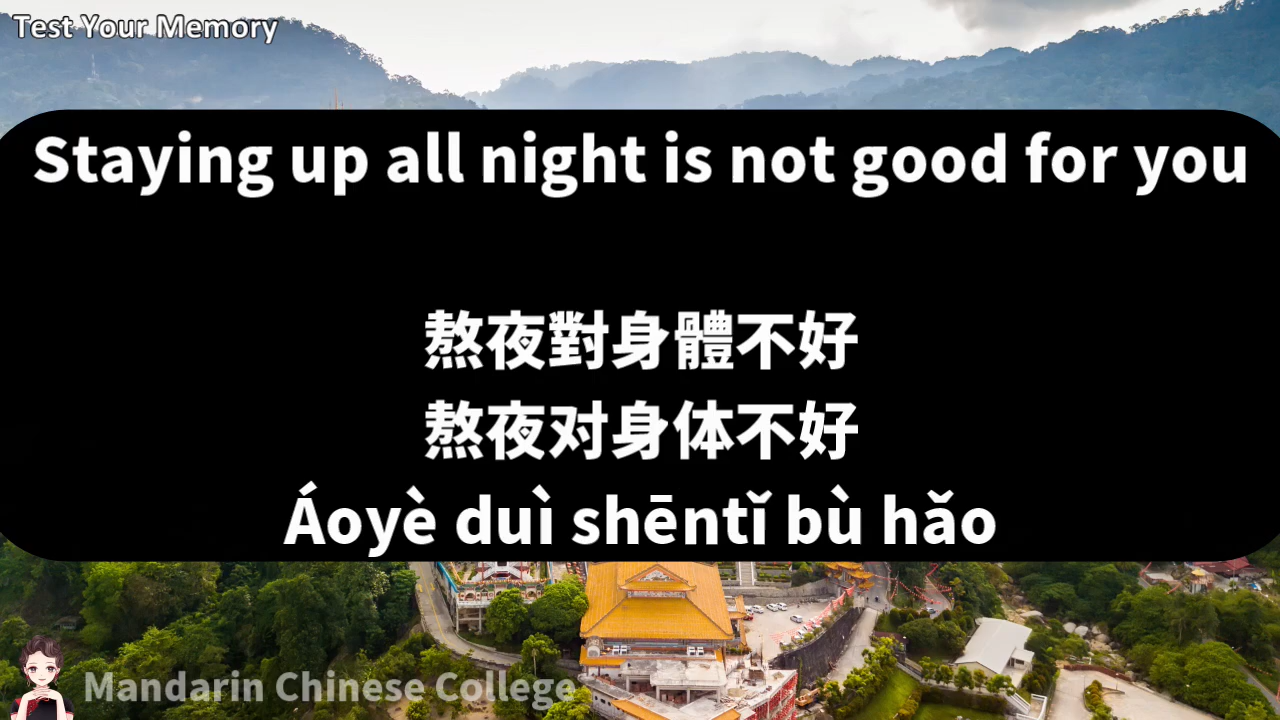 Test Your Memory
Staying up all night is not good for you
熬夜對身體不好
熬夜对身体不好
Áoyè duì shēntǐ bù hǎo
Mandarin Chinese College